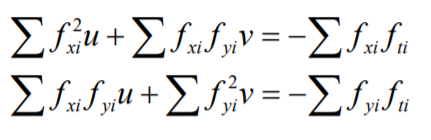 ∑ f_{xi}^2 u + ∑ f_{xi} f_{yi} v = −∑ f_{xi} f_{ti}
∑ f_{xi} f_{yi} u + ∑ f_{yi}^2 v = −∑ f_{yi} f_{ti}